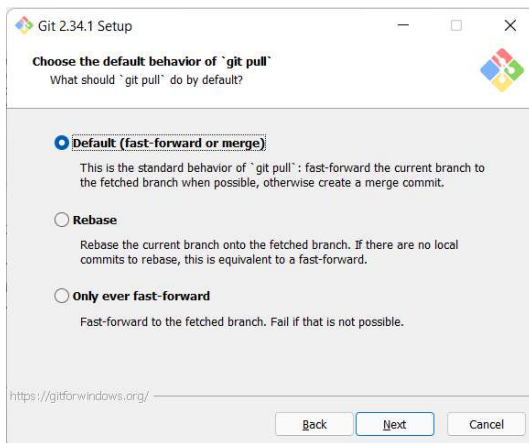 Git 2.34.1 Setup
Choose the default behavior of `git pull`
What should `git pull` do by default?
Default (fast-forward or merge)
This is the standard behavior of `git pull`: fast-forward the current branch to
the fetched branch when possible, otherwise create a merge commit.
Rebase
Rebase the current branch onto the fetched branch. If there are no local
commits to rebase, this is equivalent to a fast-forward.
Only ever fast-forward
Fast-forward to the fetched branch. Fail if that is not possible.
https://gitforwindows.org/
Back Next Cancel